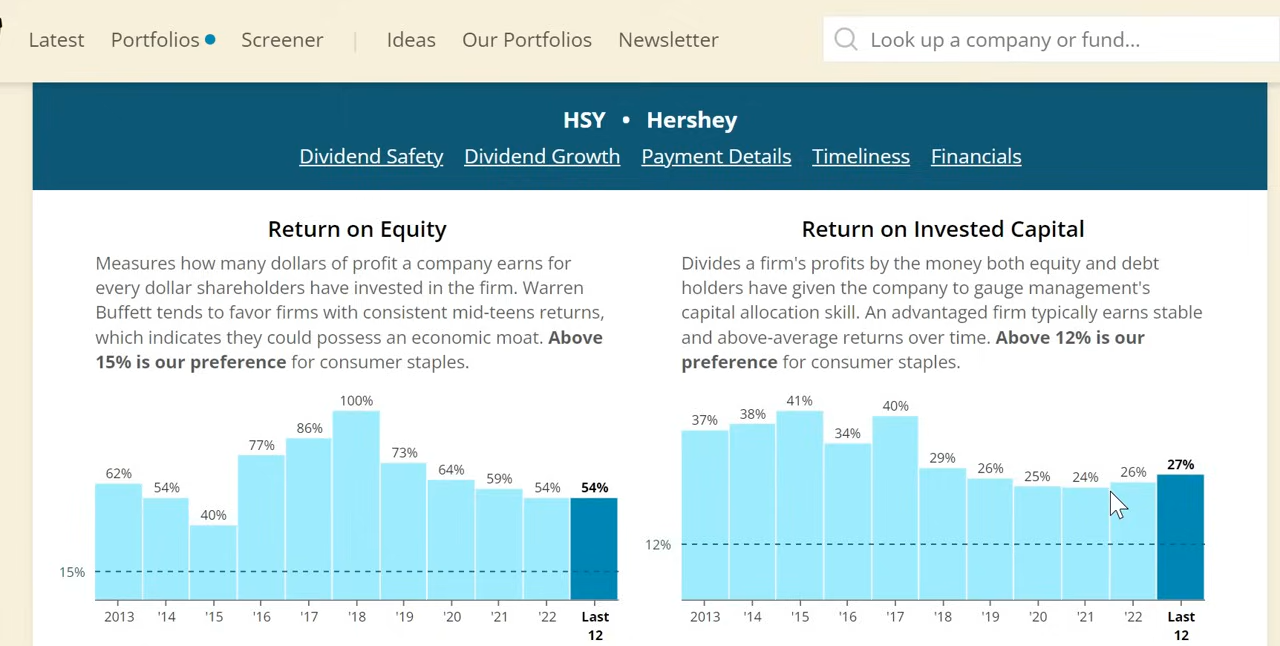 Latest Portfolios Screener | Ideas Our Portfolios Newsletter Look up a company or fund...
HSY • Hershey
Dividend Safety Dividend Growth Payment Details Timeliness Financials
Return on Equity
Measures how many dollars of profit a company earns for
every dollar shareholders have invested in the firm. Warren
Buffett tends to favor firms with consistent mid-teens returns,
which indicates they could possess an economic moat. Above
15% is our preference for consumer staples.
100%
86%
77%
73%
62%
64%
59%
54%
54%
54%
40%
15%
2013 '14 '15 '16 '17 '18 '19 '20 '21 '22 Last
12
Return on Invested Capital
Divides a firm's profits by the money both equity and debt
holders have given the company to gauge management's
capital allocation skill. An advantaged firm typically earns stable
and above-average returns over time. Above 12% is our
preference for consumer staples.
41%
40%
38%
37%
34%
29%
27%
26%
26%
25%
24%
12%
2013 '14 '15 '16 '17 '18 '19 '20 '21 '22 Last
12